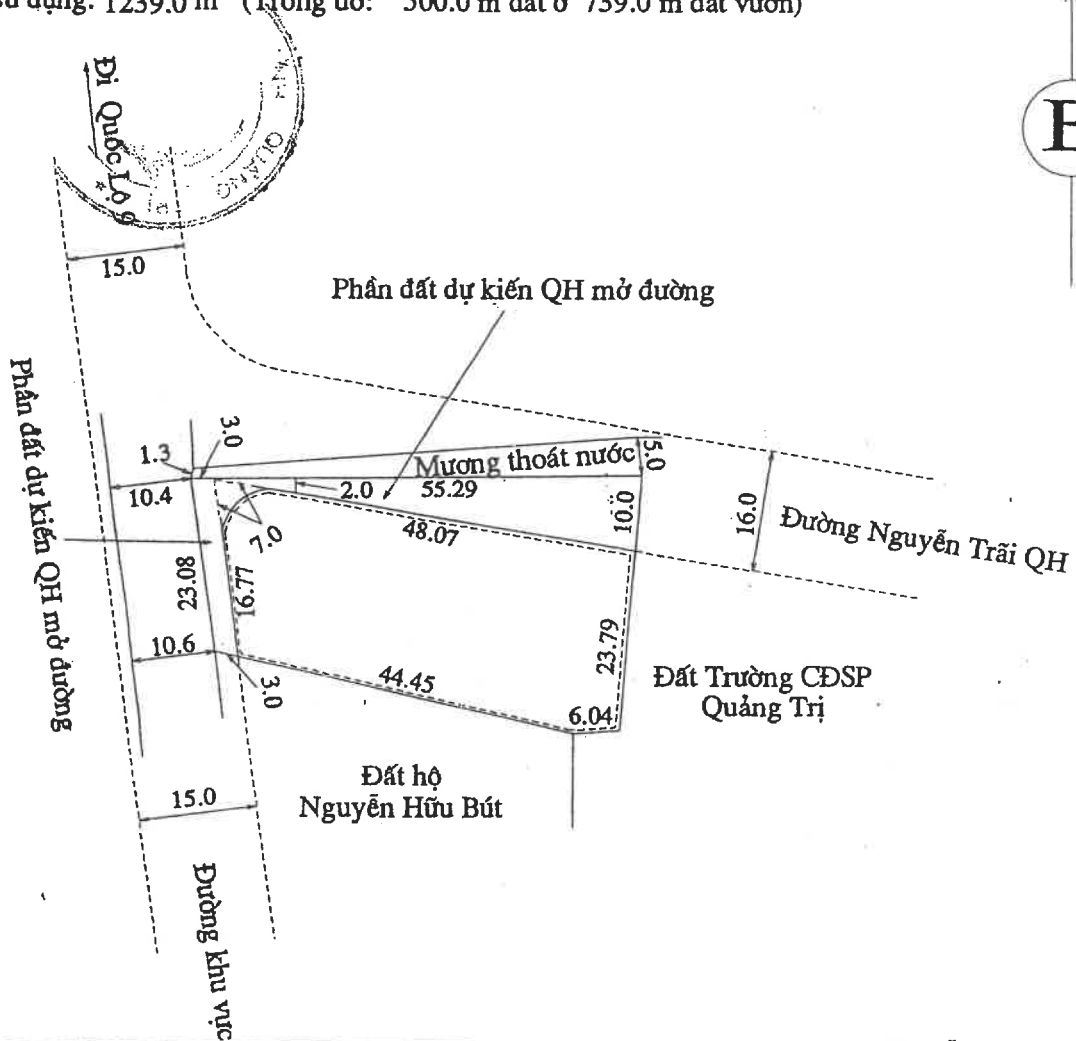 dụng: 1239.0 m (Trong đó: 500.0 m đất ở 739.0 m đất vườn)
Đi Quốc Lộ 9
QUẢNG
B
15.0
Phần đất dự kiến QH mở đường
Phần đất dự kiến QH mở đường
3.0
1.3
Mương thoát nước
5.0
10.4
2.0
55.29
10.0
16.0
7.0
48.07
Đường Nguyễn Trãi QH
23.08
16.77
10.6
3.0
44.45
23.79
6.04
Đất Trường CĐSP
Quảng Trị
Đất hộ
Nguyễn Hữu Bút
15.0
Đường khu vực